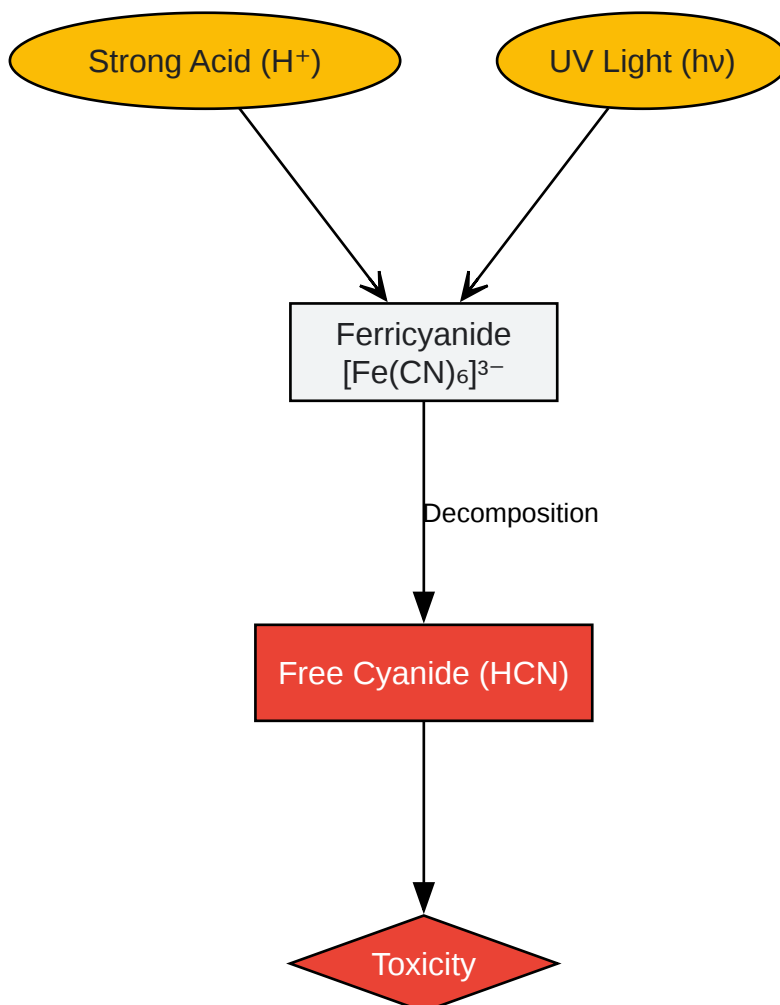 Strong Acid (H⁺)
UV Light (hν)
Ferricyanide
[Fe(CN)₆]³⁻
Decomposition
Free Cyanide (HCN)
Toxicity